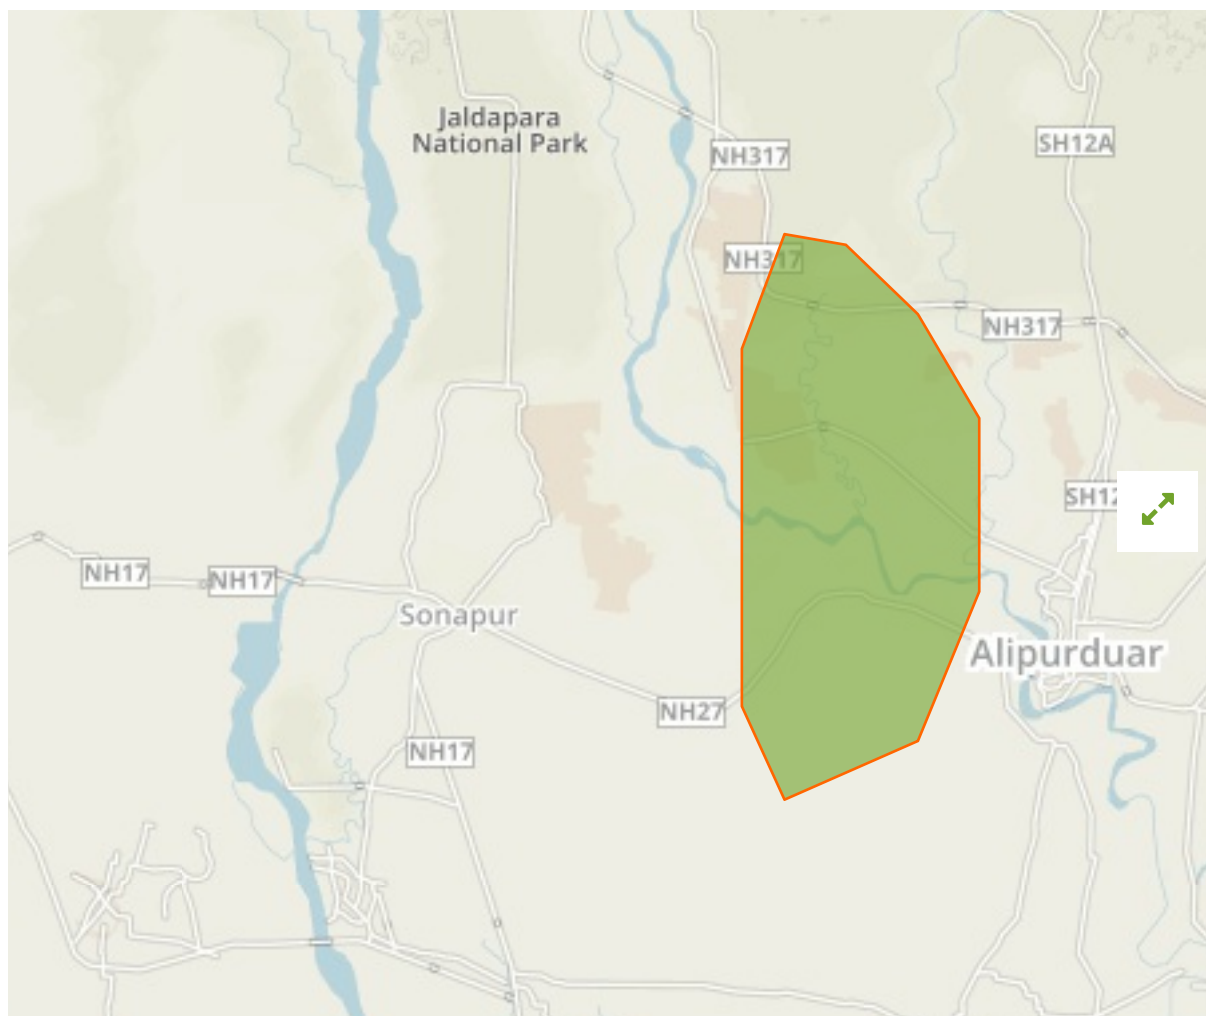 Jaldapara
National Park
NH317
SH12A
NH317
NH317
SH12
NH17
NH17
Sonapur
Alipurduar
NH27
NH17